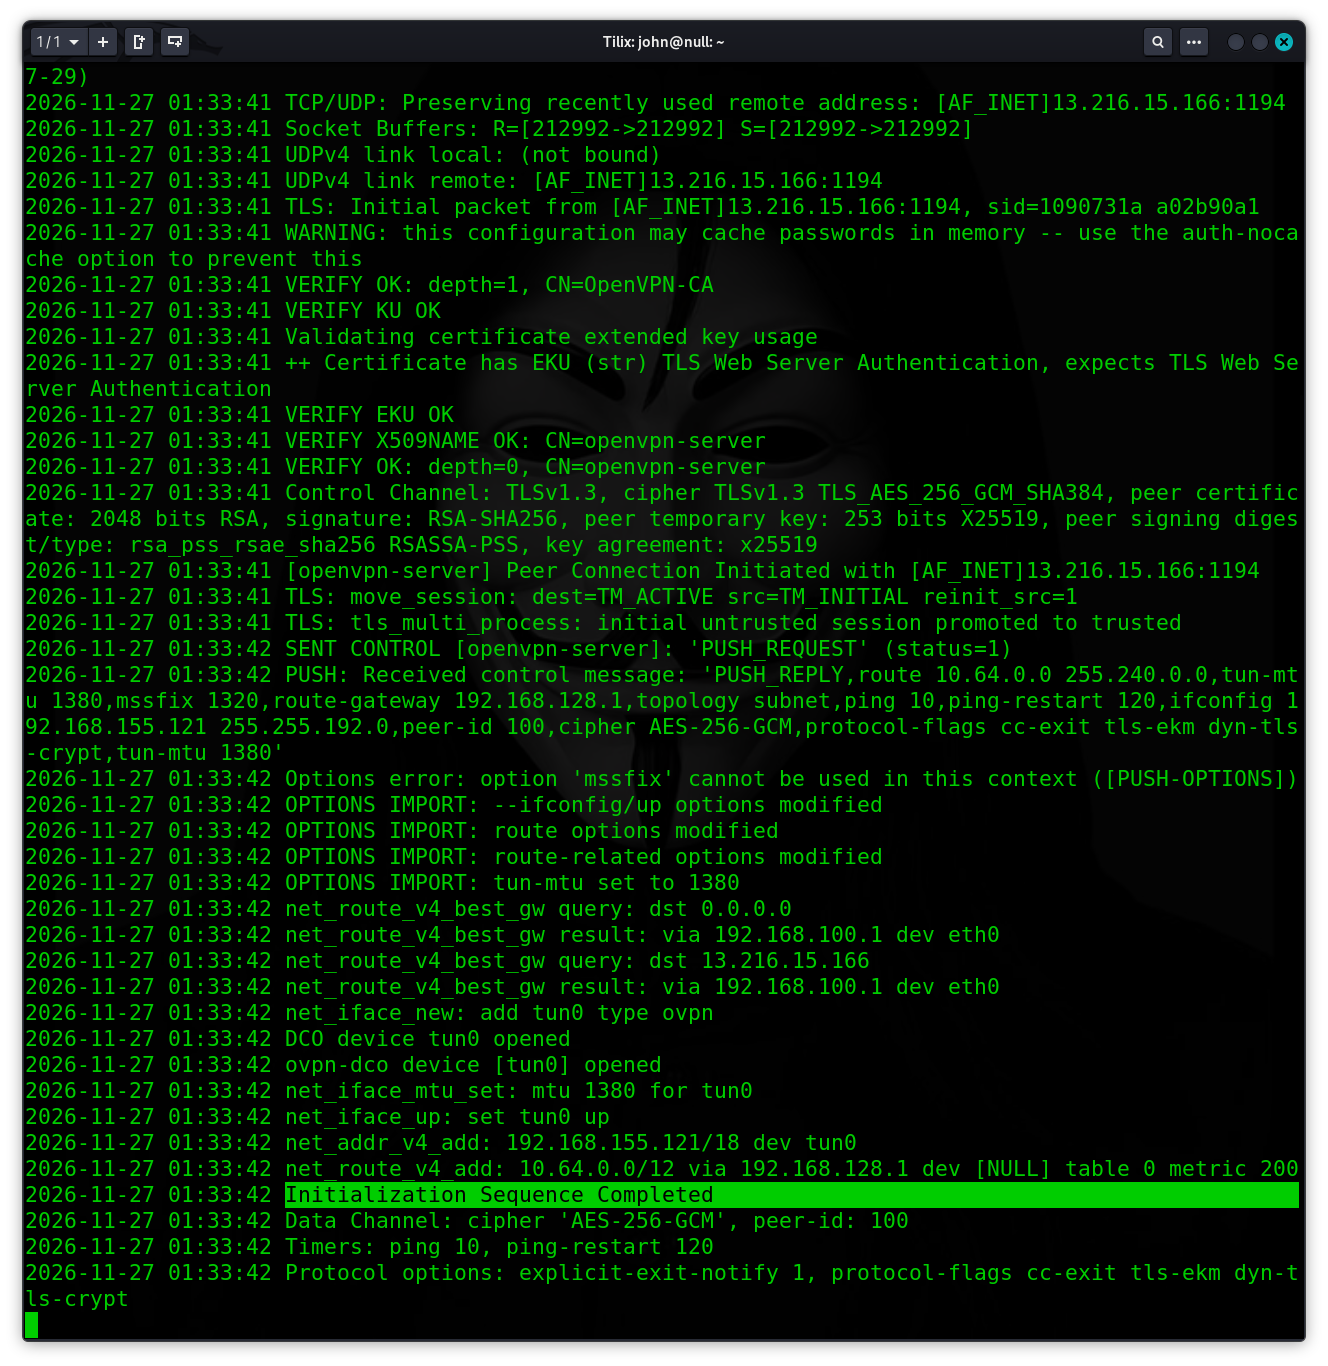 1/1
Tilix: john@null: ~
7-29)
2026-11-27 01:33:41 TCP/UDP: Preserving recently used remote address: [AF_INET]13.216.15.166:1194
2026-11-27 01:33:41 Socket Buffers: R=[212992->212992] S=[212992->212992]
2026-11-27 01:33:41 UDPv4 link local: (not bound)
2026-11-27 01:33:41 UDPv4 link remote: [AF_INET]13.216.15.166:1194
2026-11-27 01:33:41 TLS: Initial packet from [AF_INET]13.216.15.166:1194, sid=1090731a a02b90a1
2026-11-27 01:33:41 WARNING: this configuration may cache passwords in memory -- use the auth-noca
che option to prevent this
2026-11-27 01:33:41 VERIFY OK: depth=1, CN=OpenVPN-CA
2026-11-27 01:33:41 VERIFY KU OK
2026-11-27 01:33:41 Validating certificate extended key usage
2026-11-27 01:33:41 ++ Certificate has EKU (str) TLS Web Server Authentication, expects TLS Web Se
rver Authentication
2026-11-27 01:33:41 VERIFY EKU OK
2026-11-27 01:33:41 VERIFY X509NAME OK: CN=openvpn-server
2026-11-27 01:33:41 VERIFY OK: depth=0, CN=openvpn-server
2026-11-27 01:33:41 Control Channel: TLSv1.3, cipher TLSv1.3 TLS_AES_256_GCM_SHA384, peer certific
ate: 2048 bits RSA, signature: RSA-SHA256, peer temporary key: 253 bits X25519, peer signing diges
t/type: rsa_pss_rsae_sha256 RSASSA-PSS, key agreement: x25519
2026-11-27 01:33:41 [openvpn-server] Peer Connection Initiated with [AF_INET]13.216.15.166:1194
2026-11-27 01:33:41 TLS: move_session: dest=TM_ACTIVE src=TM_INITIAL reinit_src=1
2026-11-27 01:33:41 TLS: tls_multi_process: initial untrusted session promoted to trusted
2026-11-27 01:33:42 SENT CONTROL [openvpn-server]: 'PUSH_REQUEST' (status=1)
2026-11-27 01:33:42 PUSH: Received control message: 'PUSH_REPLY,route 10.64.0.0 255.240.0.0,tun-mt
u 1380,mssfix 1320,route-gateway 192.168.128.1,topology subnet,ping 10,ping-restart 120,ifconfig 1
92.168.155.121 255.255.192.0,peer-id 100,cipher AES-256-GCM,protocol-flags cc-exit tls-ekm dyn-tls
-crypt,tun-mtu 1380'
2026-11-27 01:33:42 Options error: option 'mssfix' cannot be used in this context ([PUSH-OPTIONS])
2026-11-27 01:33:42 OPTIONS IMPORT: --ifconfig/up options modified
2026-11-27 01:33:42 OPTIONS IMPORT: route options modified
2026-11-27 01:33:42 OPTIONS IMPORT: route-related options modified
2026-11-27 01:33:42 OPTIONS IMPORT: tun-mtu set to 1380
2026-11-27 01:33:42 net_route_v4_best_gw query: dst 0.0.0.0
2026-11-27 01:33:42 net_route_v4_best_gw result: via 192.168.100.1 dev eth0
2026-11-27 01:33:42 net_route_v4_best_gw query: dst 13.216.15.166
2026-11-27 01:33:42 net_route_v4_best_gw result: via 192.168.100.1 dev eth0
2026-11-27 01:33:42 net_iface_new: add tun0 type ovpn
2026-11-27 01:33:42 DCO device tun0 opened
2026-11-27 01:33:42 ovpn-dco device [tun0] opened
2026-11-27 01:33:42 net_iface_mtu_set: mtu 1380 for tun0
2026-11-27 01:33:42 net_iface_up: set tun0 up
2026-11-27 01:33:42 net_addr_v4_add: 192.168.155.121/18 dev tun0
2026-11-27 01:33:42 net_route_v4_add: 10.64.0.0/12 via 192.168.128.1 dev [NULL] table 0 metric 200
2026-11-27 01:33:42 Initialization Sequence Completed
2026-11-27 01:33:42 Data Channel: cipher 'AES-256-GCM', peer-id: 100
2026-11-27 01:33:42 Timers: ping 10, ping-restart 120
2026-11-27 01:33:42 Protocol options: explicit-exit-notify 1, protocol-flags cc-exit tls-ekm dyn-t
ls-crypt